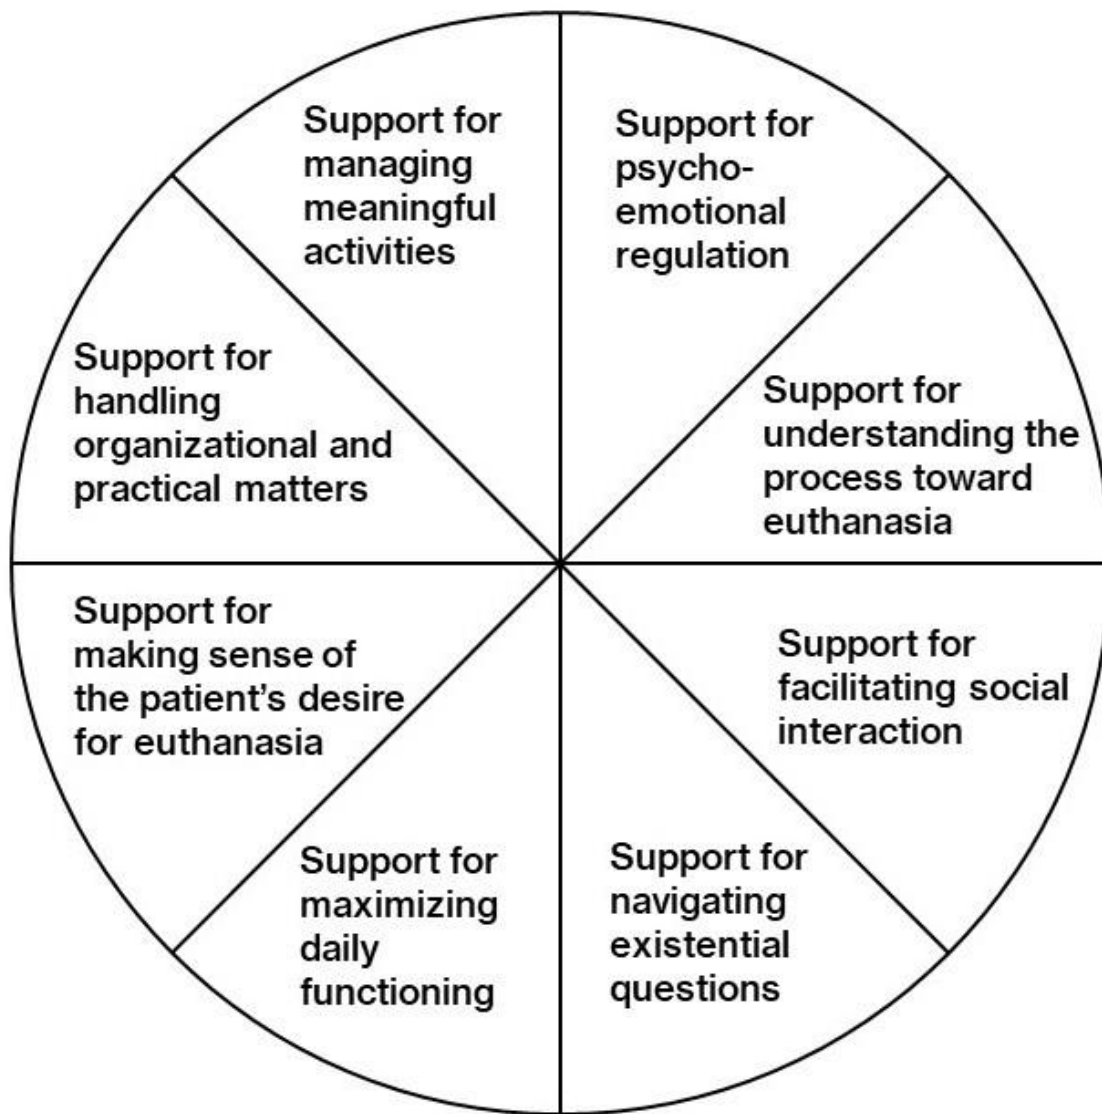 Support for
managing
meaningful
activities
Support for
psycho-
emotional
regulation
Support for
handling
organizational and
practical matters
Support for
understanding the
process toward
euthanasia
Support for
making sense of
the patient’s desire
for euthanasia
Support for
facilitating social
interaction
Support for
maximizing
daily
functioning
Support for
navigating
existential
questions